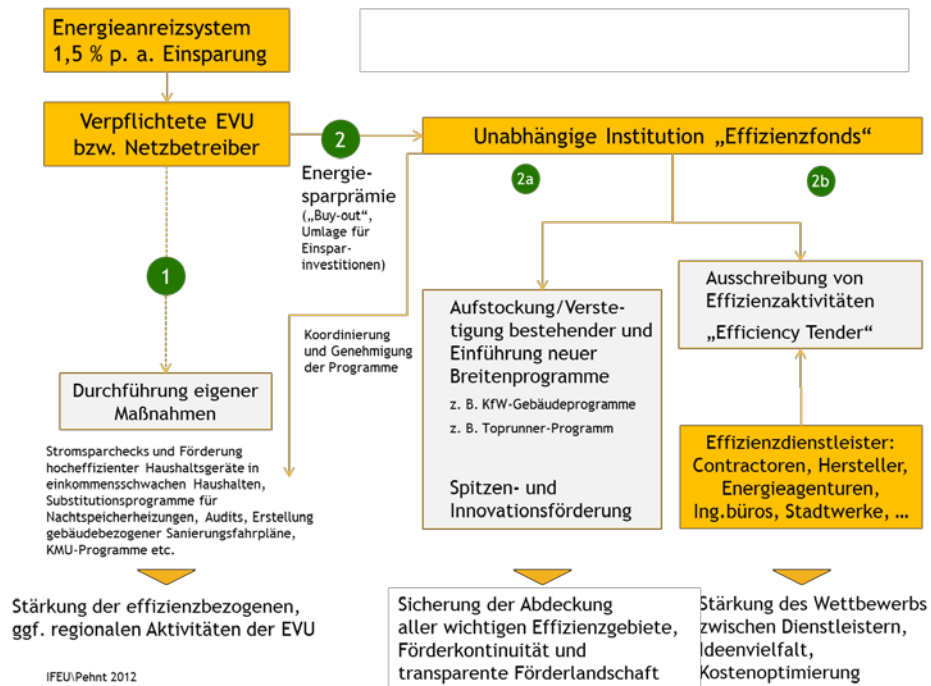 Energieanreizsystem
1,5 % p. a. Einsparung
Verpflichtete EVU
bzw. Netzbetreiber
2
Unabhängige Institution „Effizienzfonds“
2a
2b
Energie-
sparprämie
(„Buy-out“,
Umlage für
Einspar-
investitionen)
1
Koordinierung
und Genehmigung
der Programme
Aufstockung/Verste-
tigung bestehender und
Einführung neuer
Breitenprogramme
z. B. KfW-Gebäudeprogramme
z. B. Toprunner-Programm
Spitzen- und
Innovationsförderung
Ausschreibung von
Effizienzaktivitäten
„Efficiency Tender“
Durchführung eigener
Maßnahmen
Stromsparchecks und Förderung
hocheffizienter Haushaltsgeräte in
einkommensschwachen Haushalten,
Substitutionsprogramme für
Nachtspeicherheizungen, Audits, Erstellung
gebäudebezogener Sanierungsfahrpläne,
KMU-Programme etc.
Effizienzdienstleister:
Contractoren, Hersteller,
Energieagenturen,
Ing.büros, Stadtwerke, …
Stärkung der effizienzbezogenen,
ggf. regionalen Aktivitäten der EVU
Sicherung der Abdeckung
aller wichtigen Effizienzgebiete,
Förderkontinuität und
transparente Förderlandschaft
Stärkung des Wettbewerbs
zwischen Dienstleistern,
Ideenvielfalt,
Kostenoptimierung
IFEU\Pehnt 2012